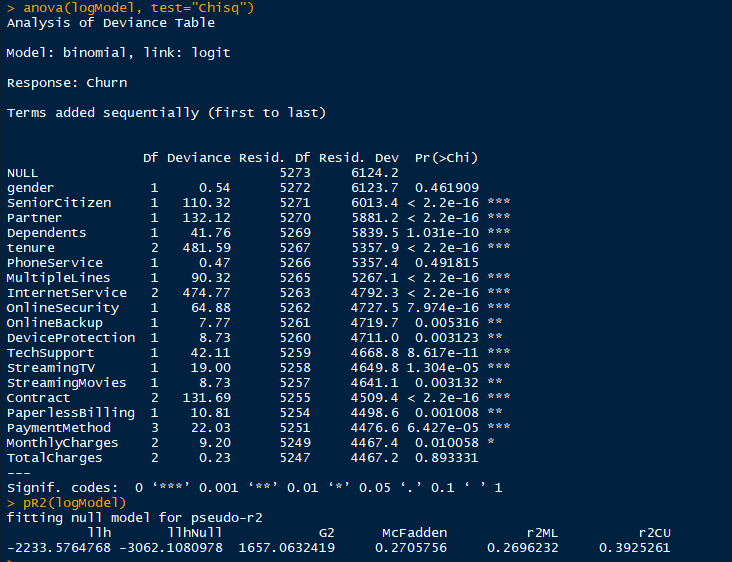 > anova(logModel, test="Chisq")
Analysis of Deviance Table

Model: binomial, link: logit

Response: Churn

Terms added sequentially (first to last)


                 Df Deviance Resid. Df Resid. Dev  Pr(>Chi)
NULL                              5273     6124.2
gender            1     0.54      5272     6123.7  0.461909
SeniorCitizen     1   110.32      5271     6013.4 < 2.2e-16 ***
Partner           1   132.12      5270     5881.2 < 2.2e-16 ***
Dependents        1    41.76      5269     5839.5 1.031e-10 ***
tenure            2   481.59      5267     5357.9 < 2.2e-16 ***
PhoneService      1     0.47      5266     5357.4  0.491815
MultipleLines     1    90.32      5265     5267.1 < 2.2e-16 ***
InternetService   2   474.77      5263     4792.3 < 2.2e-16 ***
OnlineSecurity    1    64.88      5262     4727.5 7.974e-16 ***
OnlineBackup      1     7.77      5261     4719.7  0.005316 **
DeviceProtection  1     8.73      5260     4711.0  0.003123 **
TechSupport       1    42.11      5259     4668.8 8.617e-11 ***
StreamingTV       1    19.00      5258     4649.8 1.304e-05 ***
StreamingMovies   1     8.73      5257     4641.1  0.003132 **
Contract          2   131.69      5255     4509.4 < 2.2e-16 ***
PaperlessBilling  1    10.81      5254     4498.6  0.001008 **
PaymentMethod     3    22.03      5251     4476.6 6.427e-05 ***
MonthlyCharges    2     9.20      5249     4467.4  0.010058 *
TotalCharges      2     0.23      5247     4467.2  0.893331
---
Signif. codes:  0 ‘***’ 0.001 ‘**’ 0.01 ‘*’ 0.05 ‘.’ 0.1 ‘ ’ 1
> pR2(logModel)
fitting null model for pseudo-r2
          llh       llhNull            G2      McFadden          r2ML          r2CU
-2233.5764768 -3062.1080978  1657.0632419     0.2705756     0.2696232     0.3925261
>